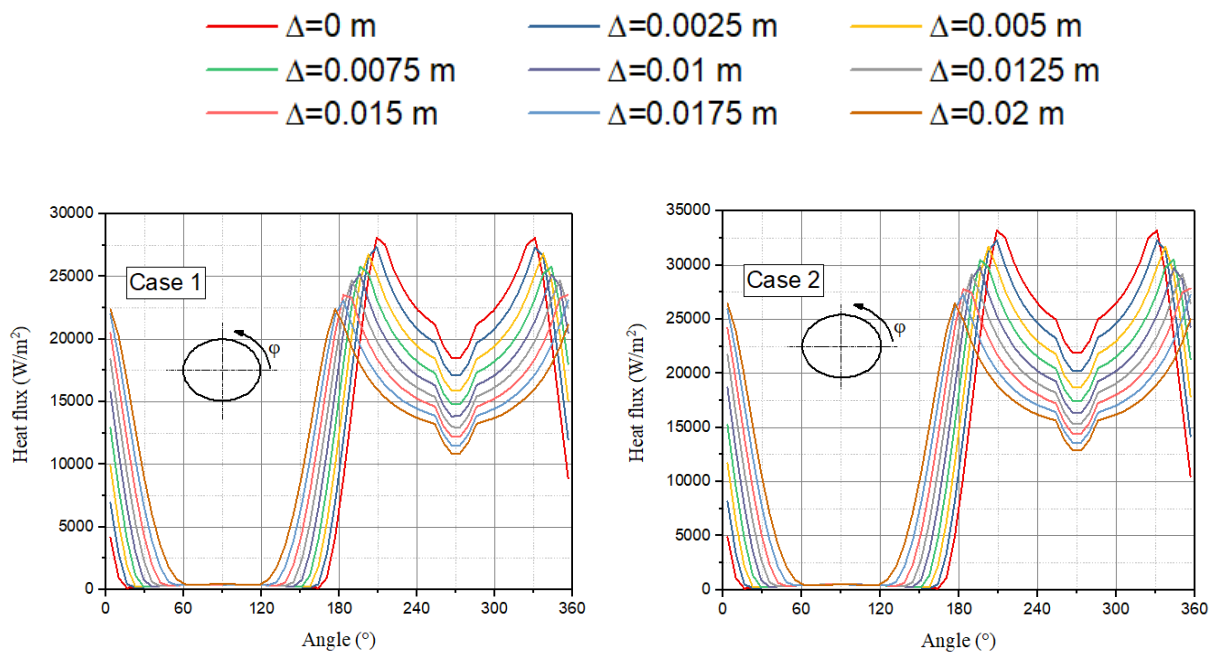 Δ=0 m Δ=0.0025 m Δ=0.005 m
Δ=0.0075 m Δ=0.01 m Δ=0.0125 m
Δ=0.015 m Δ=0.0175 m Δ=0.02 m
30000
25000
20000
15000
10000
5000
0
Heat flux (W/m²)
Case 1
φ
0 60 120 180 240 300 360
Angle (°)
35000
30000
25000
20000
15000
10000
5000
0
Heat flux (W/m²)
Case 2
φ
0 60 120 180 240 300 360
Angle (°)